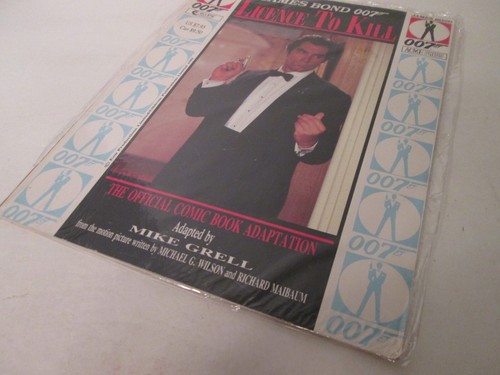 JAMES BOND 007
LICENCE TO KILL
007
007
007
007
007
007
007
007
007
007
THE OFFICIAL COMIC BOOK ADAPTATION
Adapted by
MIKE GRELL
from the motion picture written by MICHAEL G. WILSON and RICHARD MAIBAUM